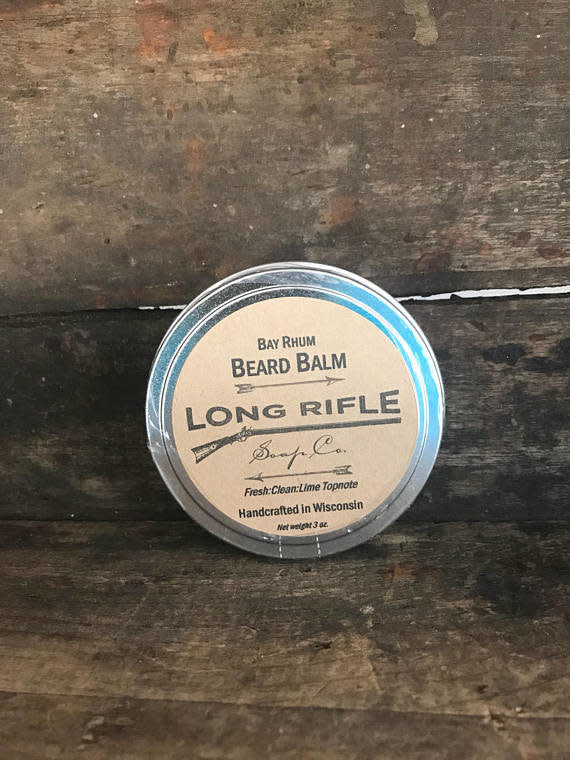 BAY RHUM
BEARD BALM
LONG RIFLE
Soap Co.
Fresh:Clean:Lime Topnote
Handcrafted in Wisconsin
Net weight 3 oz.